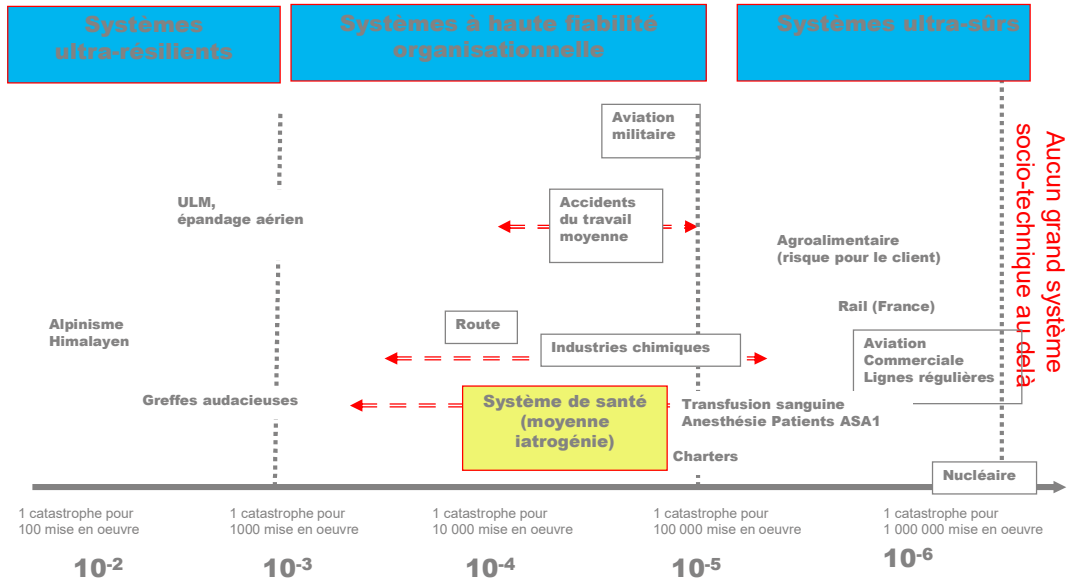 Systèmes
ultra-résilients
Systèmes à haute fiabilité
organisationnelle
Systèmes ultra-sûrs
Aviation
militaire
ULM,
épandage aérien
Accidents
du travail
moyenne
Agroalimentaire
(risque pour le client)
Aucun grand système
socio-technique au delà
Alpinisme
Himalayen
Route
Industries chimiques
Rail (France)
Aviation
Commerciale
Lignes régulières
Greffes audacieuses
Système de santé
(moyenne
iatrogénie)
Transfusion sanguine
Anesthésie Patients ASA1
Charters
Nucléaire
1 catastrophe pour
100 mise en oeuvre
1 catastrophe pour
1000 mise en oeuvre
1 catastrophe pour
10 000 mise en oeuvre
1 catastrophe pour
100 000 mise en oeuvre
1 catastrophe pour
1 000 000 mise en oeuvre
10⁻²
10⁻³
10⁻⁴
10⁻⁵
10⁻⁶